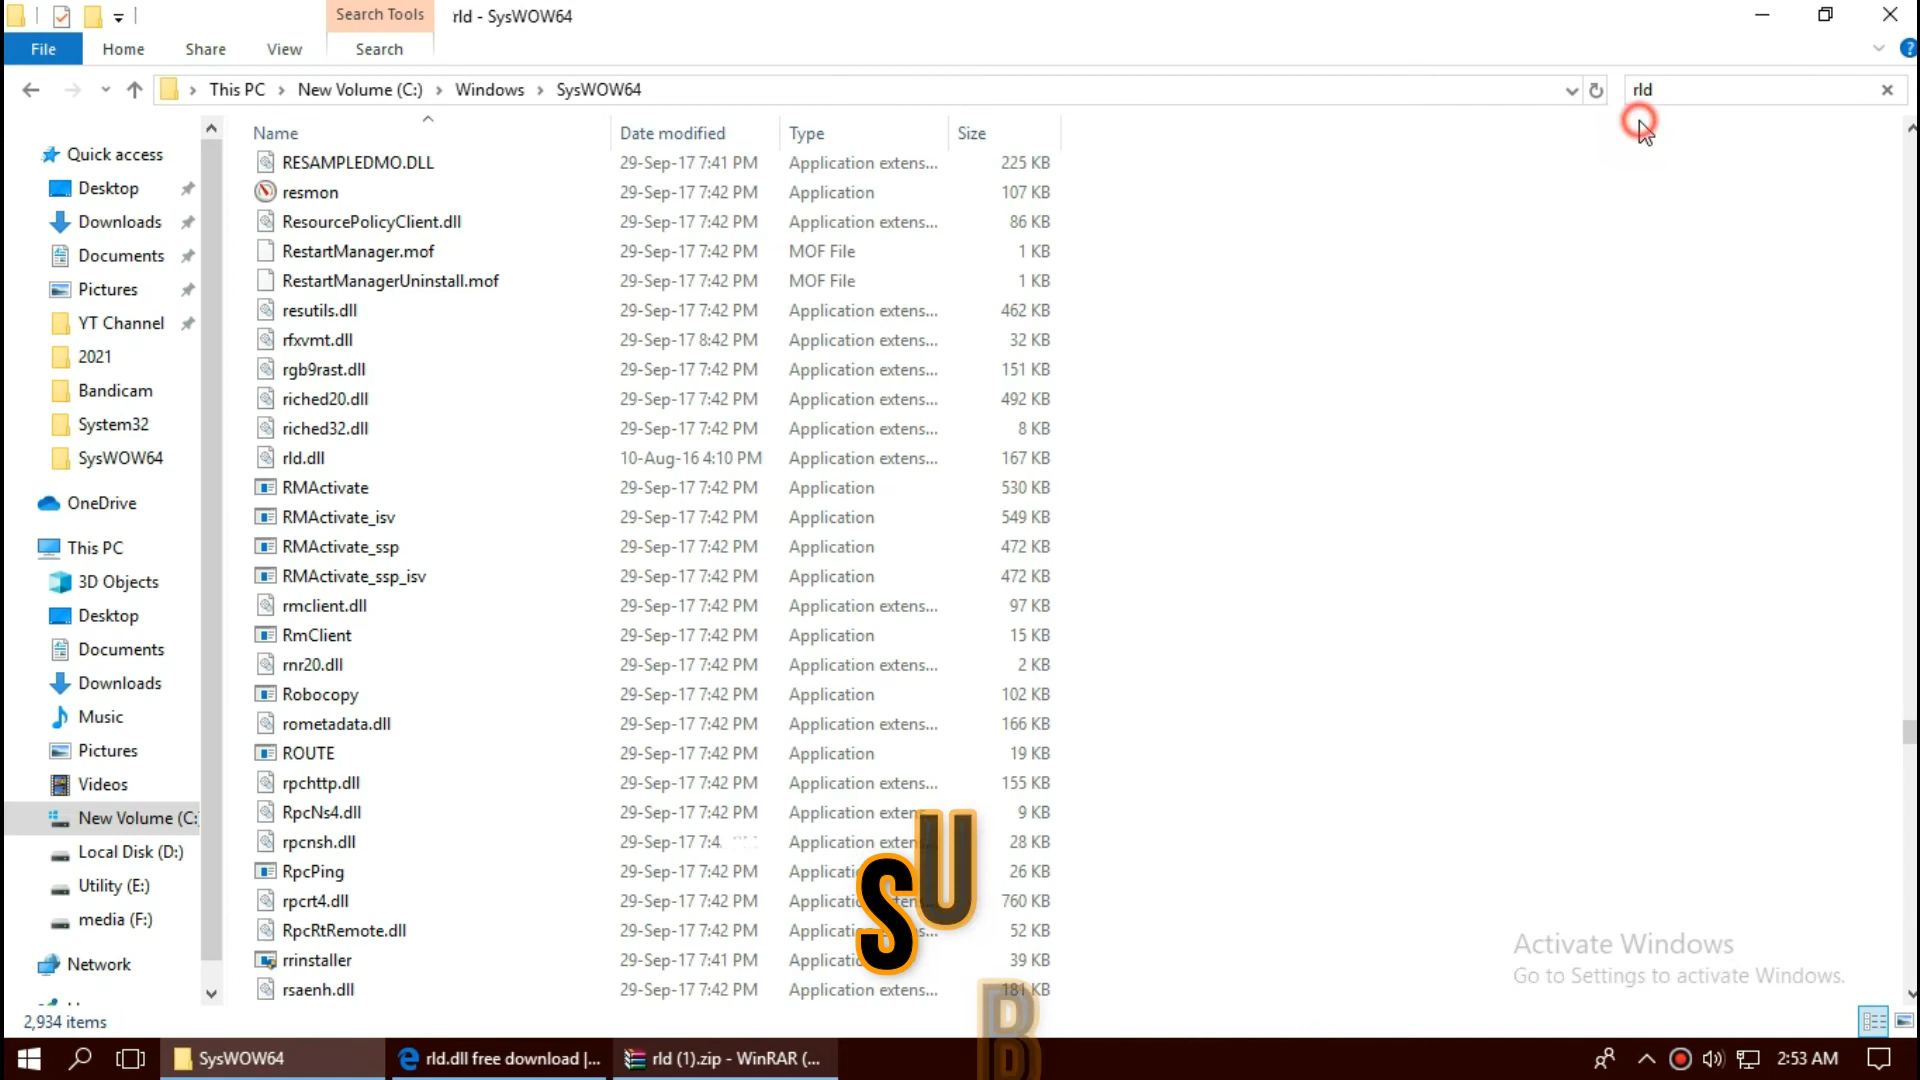 Search Tools
rld - SysWOW64
File Home Share View Search
This PC New Volume (C:) Windows SysWOW64
rld
Name Date modified Type Size
Quick access
Desktop
Downloads
Documents
Pictures
YT Channel
2021
Bandicam
System32
SysWOW64
OneDrive
This PC
3D Objects
Desktop
Documents
Downloads
Music
Pictures
Videos
New Volume (C:
Local Disk (D:)
Utility (E:)
media (F:)
Network
RESAMPLEDMO.DLL 29-Sep-17 7:41 PM Application extens... 225 KB
resmon 29-Sep-17 7:42 PM Application 107 KB
ResourcePolicyClient.dll 29-Sep-17 7:42 PM Application extens... 86 KB
RestartManager.mof 29-Sep-17 7:42 PM MOF File 1 KB
RestartManagerUninstall.mof 29-Sep-17 7:42 PM MOF File 1 KB
resutils.dll 29-Sep-17 7:42 PM Application extens... 462 KB
rfxvmt.dll 29-Sep-17 8:42 PM Application extens... 32 KB
rgb9rast.dll 29-Sep-17 7:42 PM Application extens... 151 KB
riched20.dll 29-Sep-17 7:42 PM Application extens... 492 KB
riched32.dll 29-Sep-17 7:42 PM Application extens... 8 KB
rld.dll 10-Aug-16 4:10 PM Application extens... 167 KB
RMActivate 29-Sep-17 7:42 PM Application 530 KB
RMActivate_isv 29-Sep-17 7:42 PM Application 549 KB
RMActivate_ssp 29-Sep-17 7:42 PM Application 472 KB
RMActivate_ssp_isv 29-Sep-17 7:42 PM Application 472 KB
rmclient.dll 29-Sep-17 7:42 PM Application extens... 97 KB
RmClient 29-Sep-17 7:42 PM Application 15 KB
rnr20.dll 29-Sep-17 7:42 PM Application extens... 2 KB
Robocopy 29-Sep-17 7:42 PM Application 102 KB
rometadata.dll 29-Sep-17 7:42 PM Application extens... 166 KB
ROUTE 29-Sep-17 7:42 PM Application 19 KB
rpchttp.dll 29-Sep-17 7:42 PM Application extens... 155 KB
RpcNs4.dll 29-Sep-17 7:42 PM Application exten 9 KB
rpcnsh.dll 29-Sep-17 7:4 Application exten 28 KB
RpcPing 29-Sep-17 7:42 PM Applicati 26 KB
rpcrt4.dll 29-Sep-17 7:42 PM Application 760 KB
RpcRtRemote.dll 29-Sep-17 7:42 PM Applicatio 52 KB
rrinstaller 29-Sep-17 7:41 PM Applicatio 39 KB
rsaenh.dll 29-Sep-17 7:42 PM Application extens... 181 KB
SUB
Activate Windows
Go to Settings to activate Windows.
2,934 items
SysWOW64
rld.dll free download |...
rld (1).zip - WinRAR (...
2:53 AM